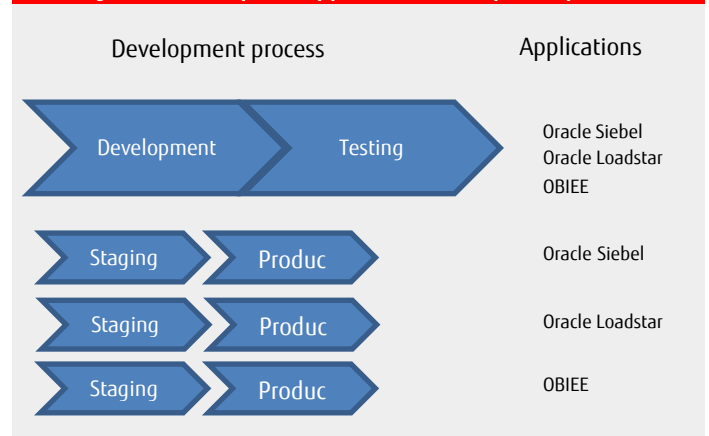 Development process Applications
Development Testing Oracle Siebel
Oracle Loadstar
OBIEE
Staging Produc Oracle Siebel
Staging Produc Oracle Loadstar
Staging Produc OBIEE